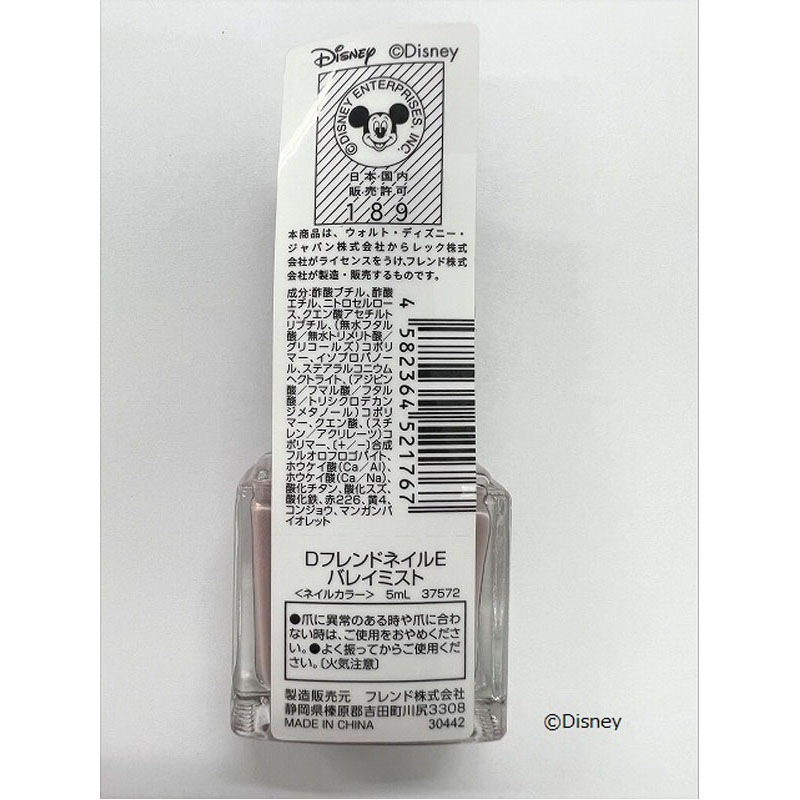 Disney ©Disney
©DISNEY ENTERPRISES, INC.
日本国内
販売許可
189
本商品は、ウォルト・ディズニー・
ジャパン株式会社からレック株式
会社がライセンスをうけ、フレンド株式
会社が製造・販売するものです。
成分:酢酸ブチル、酢酸
エチル、ニトロセルロー
ス、クエン酸アセチルト
リブチル、(無水フタル
酸/無水トリメリト酸/
グリコールズ)コポリ
マー、イソプロパノー
ル、ステアラルコニウム
ヘクトライト、(アジピン
酸/フマル酸/フタル
酸/トリシクロデカン
ジメタノール)コポリ
マー、クエン酸、(スチ
レン/アクリレーツ)コ
ポリマー、[+/-]合成
フルオロフロゴパイト、
ホウケイ酸(Ca/Al)、
ホウケイ酸(Ca/Na)、
酸化チタン、酸化スズ、
酸化鉄、赤226、黄4、
コンジョウ、マンガンバ
イオレット
4 582364 521767
DフレンドネイルE
バレイミスト
<ネイルカラー> 5mL 37572
●爪に異常のある時や爪に合わ
ない時は、ご使用をおやめくださ
い。●よく振ってからご使用くだ
さい。[火気注意]
製造販売元 フレンド株式会社
静岡県榛原郡吉田町川尻3308
MADE IN CHINA 30442
©Disney